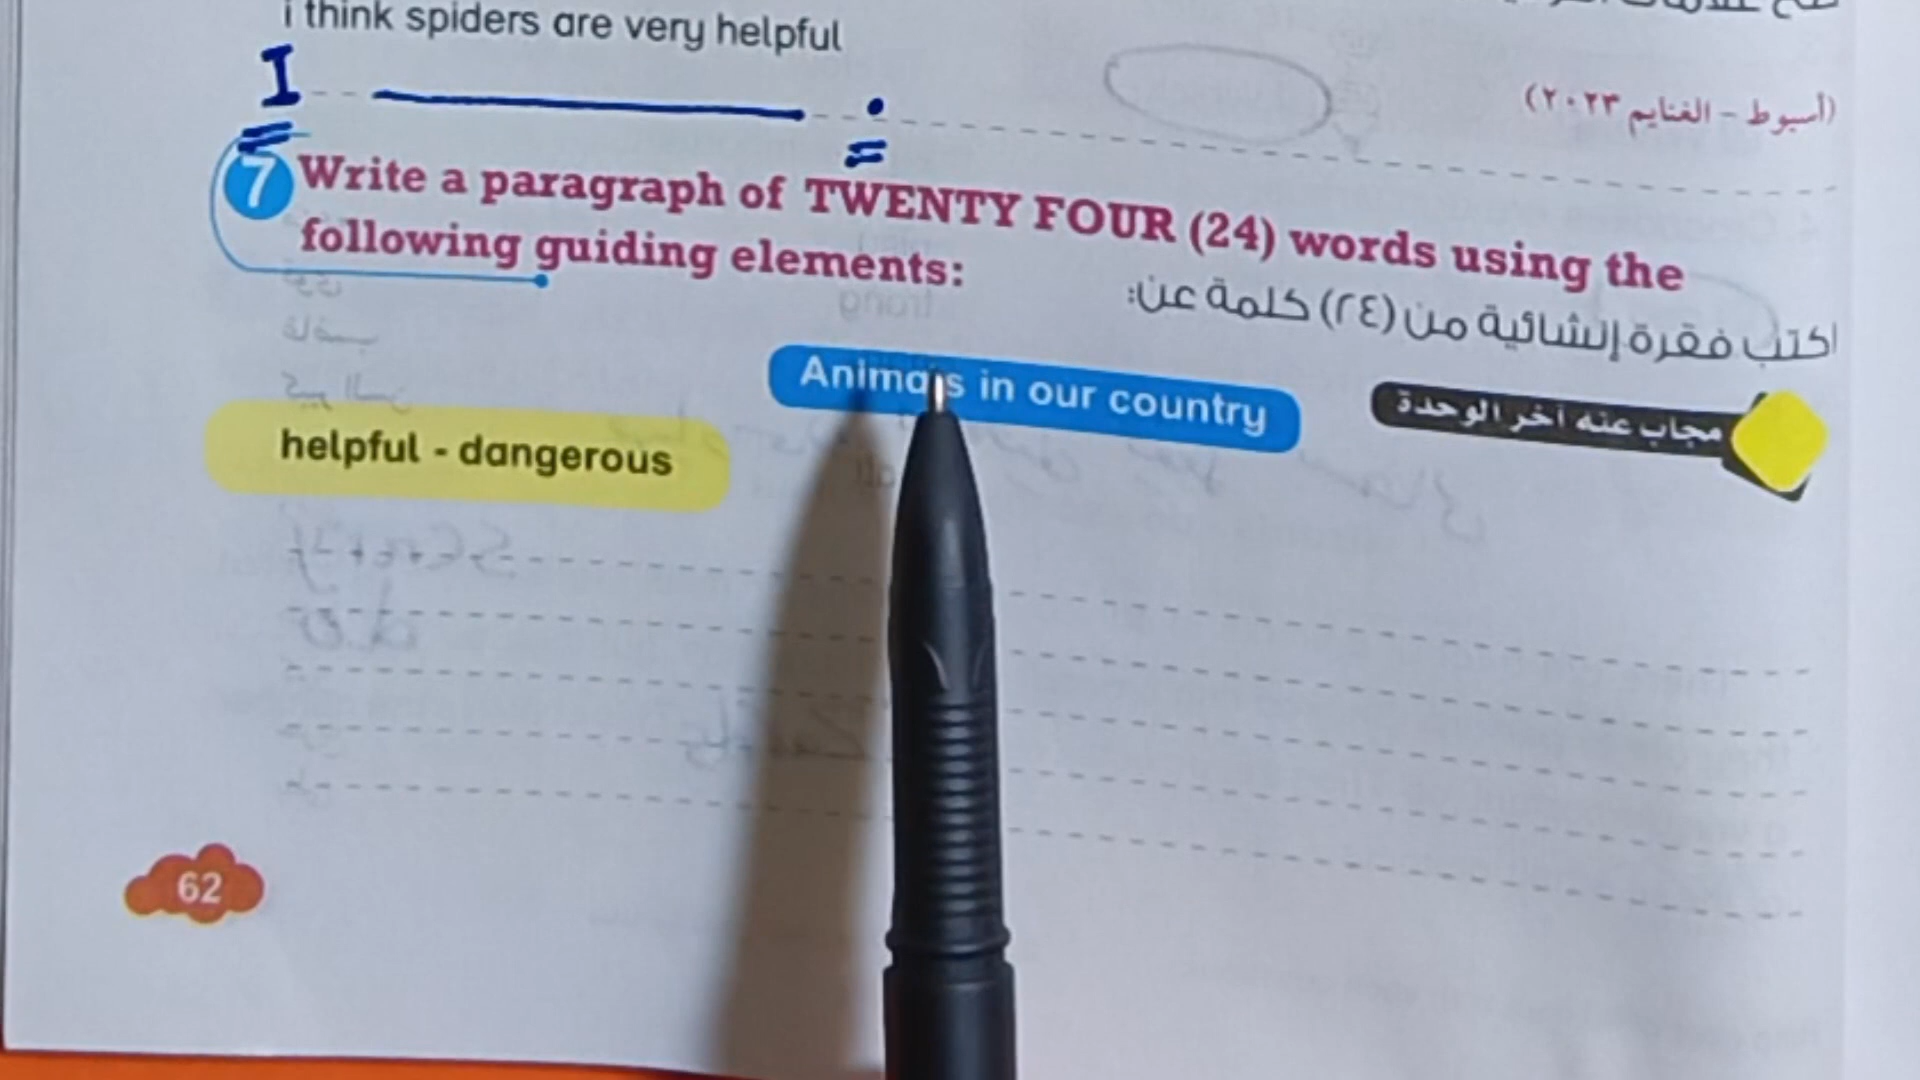 i think spiders are very helpful
I .
(أسيوط - الغنايم ٢٠٢٣)
7 Write a paragraph of TWENTY FOUR (24) words using the
following guiding elements:
اكتب فقرة إنشائية من (٢٤) كلمة عن:
Animals in our country
مجاب عنه آخر الوحدة
helpful - dangerous
62